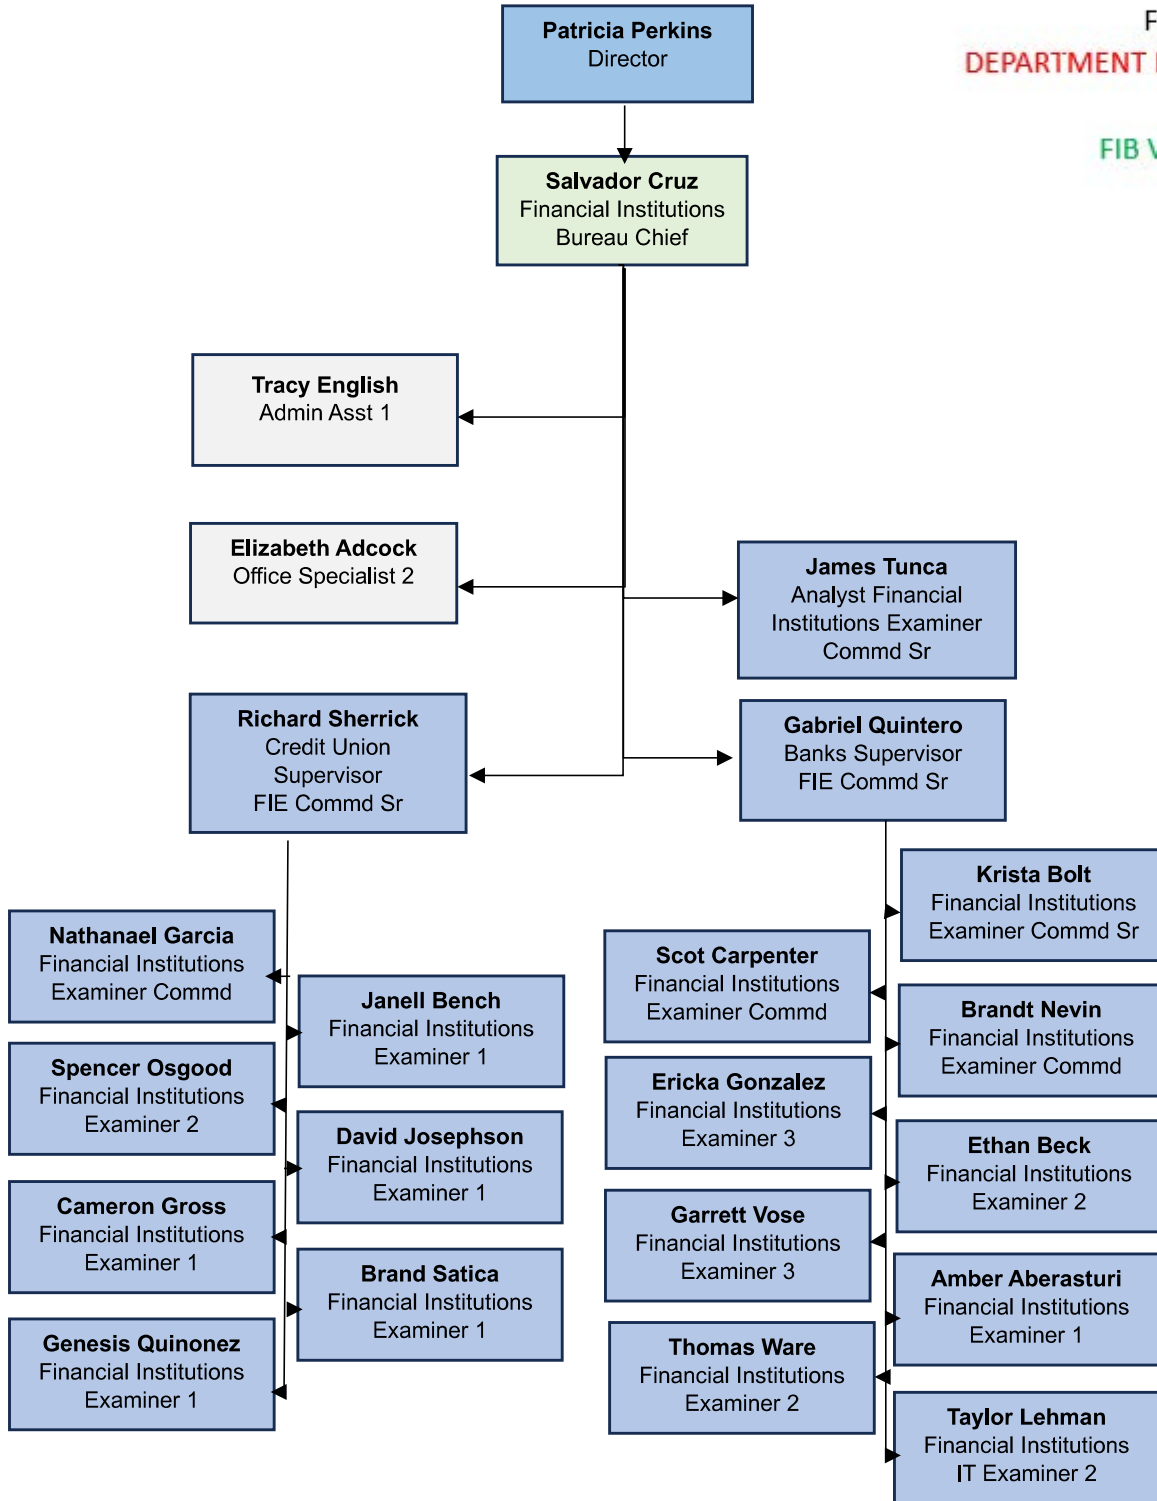 Patricia Perkins
Director
DEPARTMENT
FIB
Salvador Cruz
Financial Institutions
Bureau Chief
Tracy English
Admin Asst 1
Elizabeth Adcock
Office Specialist 2
James Tunca
Analyst Financial
Institutions Examiner
Commd Sr
Richard Sherrick
Credit Union
Supervisor
FIE Commd Sr
Gabriel Quintero
Banks Supervisor
FIE Commd Sr
Nathanael Garcia
Financial Institutions
Examiner Commd
Janell Bench
Financial Institutions
Examiner 1
Spencer Osgood
Financial Institutions
Examiner 2
David Josephson
Financial Institutions
Examiner 1
Cameron Gross
Financial Institutions
Examiner 1
Brand Satica
Financial Institutions
Examiner 1
Genesis Quinonez
Financial Institutions
Examiner 1
Krista Bolt
Financial Institutions
Examiner Commd Sr
Scot Carpenter
Financial Institutions
Examiner Commd
Brandt Nevin
Financial Institutions
Examiner Commd
Ericka Gonzalez
Financial Institutions
Examiner 3
Ethan Beck
Financial Institutions
Examiner 2
Garrett Vose
Financial Institutions
Examiner 3
Amber Aberasturi
Financial Institutions
Examiner 1
Thomas Ware
Financial Institutions
Examiner 2
Taylor Lehman
Financial Institutions
IT Examiner 2